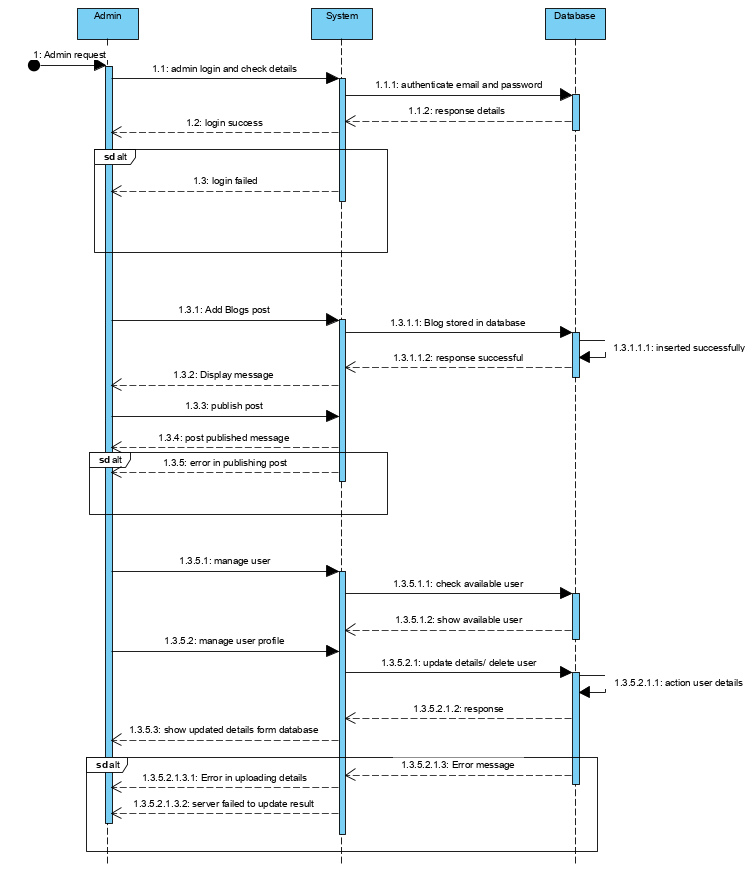 Admin
System
Database
1: Admin request
1.1: admin login and check details
1.1.1: authenticate email and password
1.1.2: response details
1.2: login success
sd alt
1.3: login failed
1.3.1: Add Blogs post
1.3.1.1: Blog stored in database
1.3.1.1.1: inserted successfully
1.3.1.1.2: response successful
1.3.2: Display message
1.3.3: publish post
1.3.4: post published message
sd alt
1.3.5: error in publishing post
1.3.5.1: manage user
1.3.5.1.1: check available user
1.3.5.1.2: show available user
1.3.5.2: manage user profile
1.3.5.2.1: update details/ delete user
1.3.5.2.1.1: action user details
1.3.5.2.1.2: response
1.3.5.3: show updated details form database
sd alt
1.3.5.2.1.3: Error message
1.3.5.2.1.3.1: Error in uploading details
1.3.5.2.1.3.2: server failed to update result